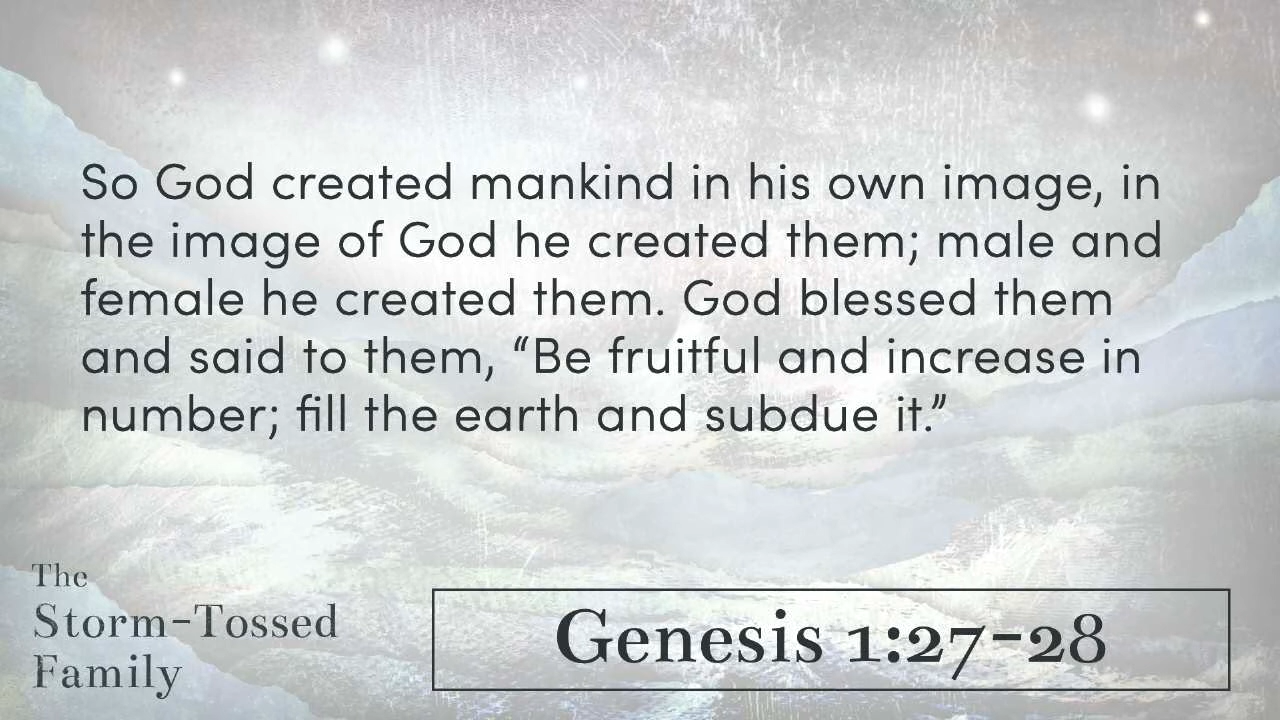 So God created mankind in his own image, in
the image of God he created them; male and
female he created them. God blessed them
and said to them, “Be fruitful and increase in
number; fill the earth and subdue it.”
The
Storm-Tossed
Family
Genesis 1:27-28